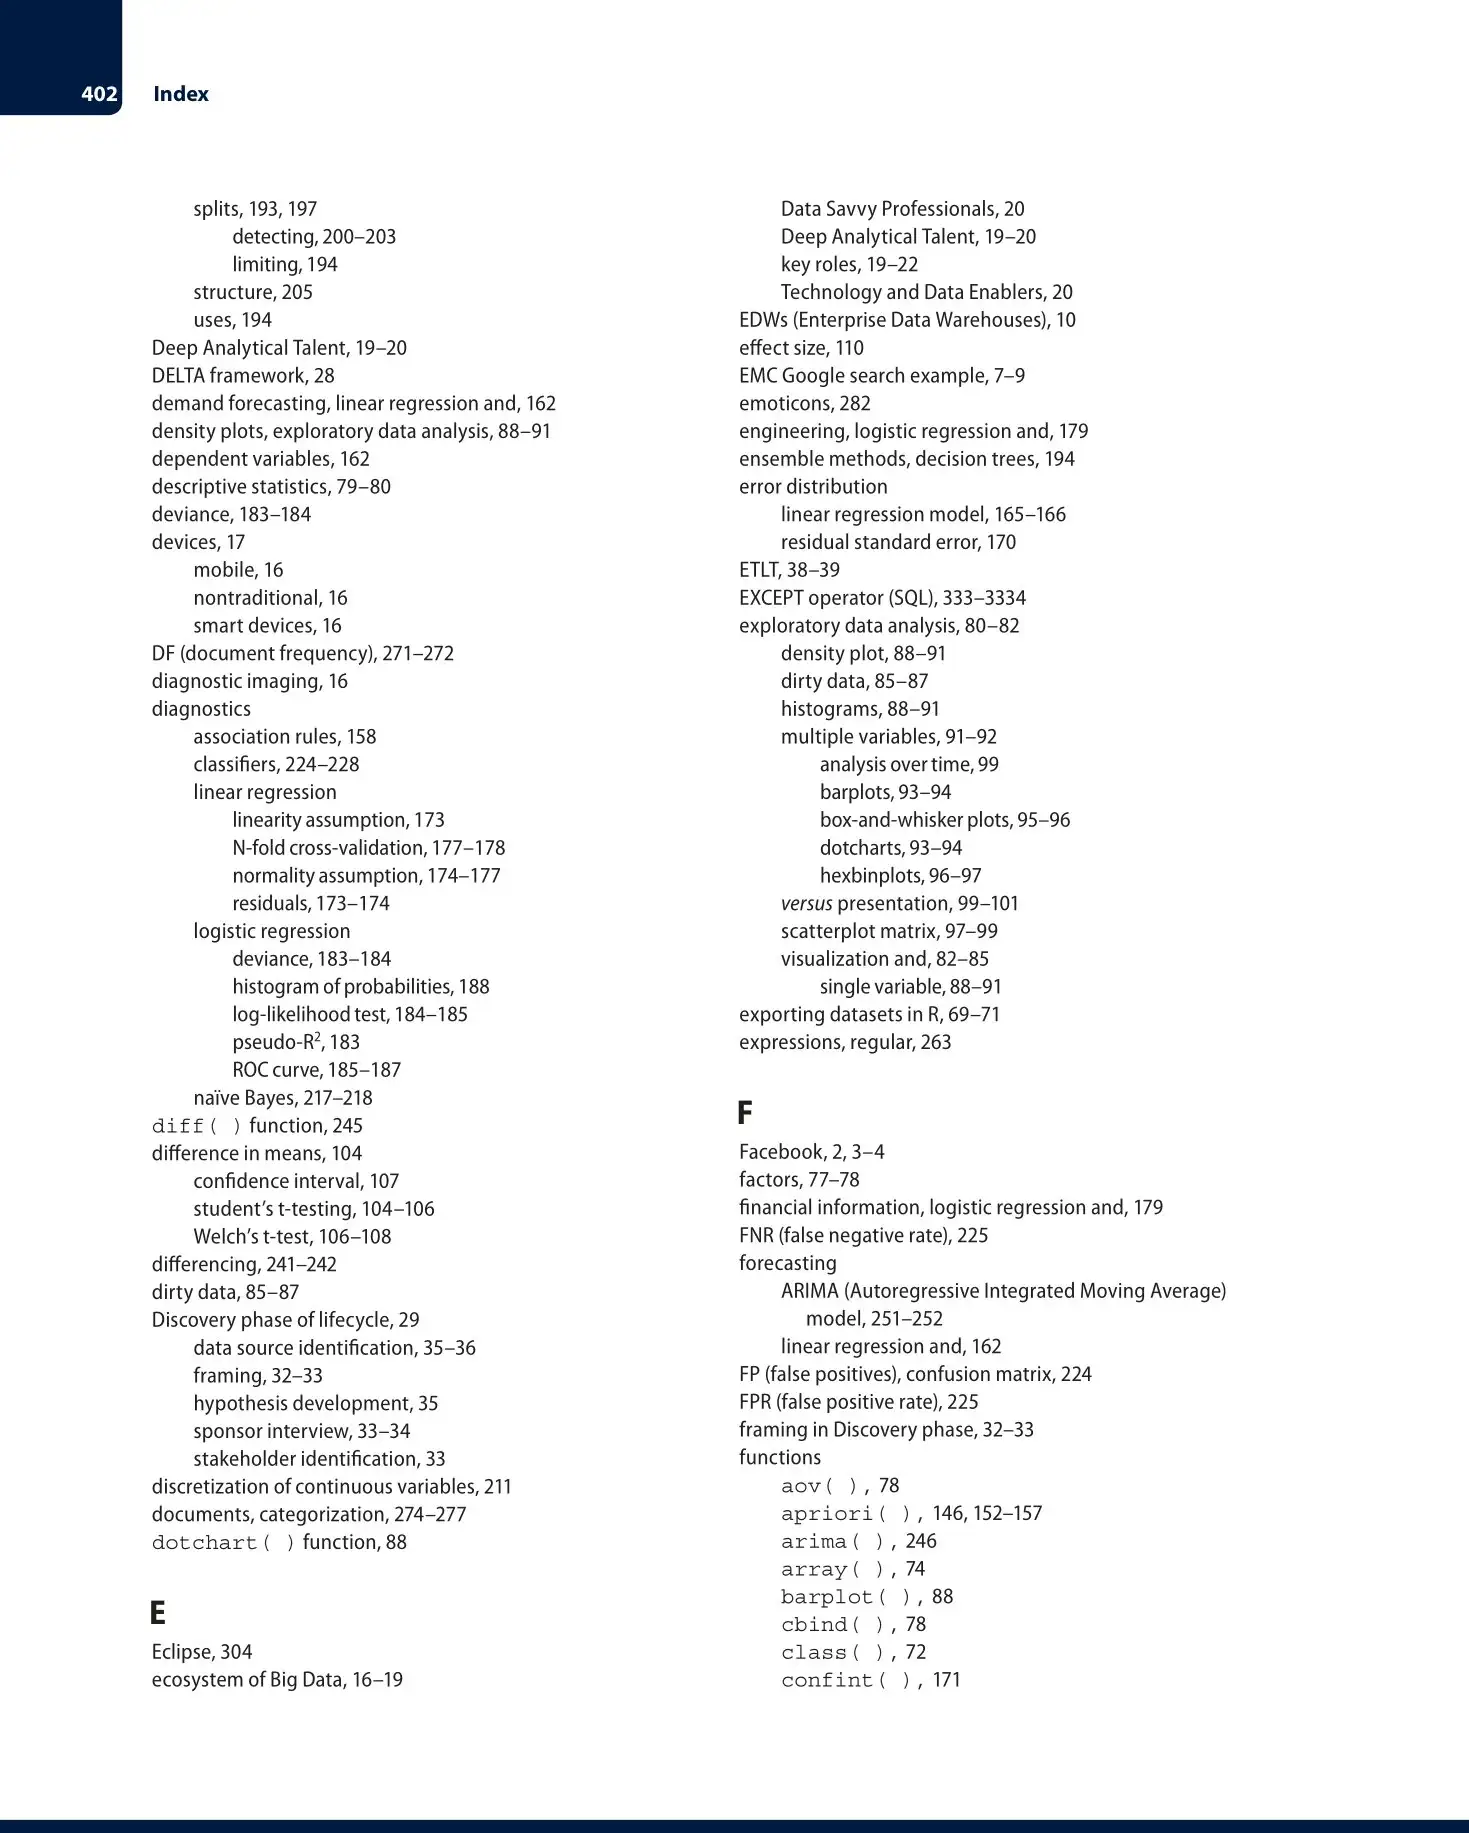 402 Index
splits, 193, 197
detecting, 200–203
limiting, 194
structure, 205
uses, 194
Deep Analytical Talent, 19–20
DELTA framework, 28
demand forecasting, linear regression and, 162
density plots, exploratory data analysis, 88–91
dependent variables, 162
descriptive statistics, 79–80
deviance, 183–184
devices, 17
mobile, 16
nontraditional, 16
smart devices, 16
DF (document frequency), 271–272
diagnostic imaging, 16
diagnostics
association rules, 158
classifiers, 224–228
linear regression
linearity assumption, 173
N-fold cross-validation, 177–178
normality assumption, 174–177
residuals, 173–174
logistic regression
deviance, 183–184
histogram of probabilities, 188
log-likelihood test, 184–185
pseudo-R², 183
ROC curve, 185–187
naïve Bayes, 217–218
diff( ) function, 245
difference in means, 104
confidence interval, 107
student’s t-testing, 104–106
Welch’s t-test, 106–108
differencing, 241–242
dirty data, 85–87
Discovery phase of lifecycle, 29
data source identification, 35–36
framing, 32–33
hypothesis development, 35
sponsor interview, 33–34
stakeholder identification, 33
discretization of continuous variables, 211
documents, categorization, 274–277
dotchart( ) function, 88
E
Eclipse, 304
ecosystem of Big Data, 16–19
Data Savvy Professionals, 20
Deep Analytical Talent, 19–20
key roles, 19–22
Technology and Data Enablers, 20
EDWs (Enterprise Data Warehouses), 10
effect size, 110
EMC Google search example, 7–9
emoticons, 282
engineering, logistic regression and, 179
ensemble methods, decision trees, 194
error distribution
linear regression model, 165–166
residual standard error, 170
ETLT, 38–39
EXCEPT operator (SQL), 333–3334
exploratory data analysis, 80–82
density plot, 88–91
dirty data, 85–87
histograms, 88–91
multiple variables, 91–92
analysis over time, 99
barplots, 93–94
box-and-whisker plots, 95–96
dotcharts, 93–94
hexbinplots, 96–97
versus presentation, 99–101
scatterplot matrix, 97–99
visualization and, 82–85
single variable, 88–91
exporting datasets in R, 69–71
expressions, regular, 263
F
Facebook, 2, 3–4
factors, 77–78
financial information, logistic regression and, 179
FNR (false negative rate), 225
forecasting
ARIMA (Autoregressive Integrated Moving Average)
model, 251–252
linear regression and, 162
FP (false positives), confusion matrix, 224
FPR (false positive rate), 225
framing in Discovery phase, 32–33
functions
aov( ), 78
apriori( ), 146, 152–157
arima( ), 246
array( ), 74
barplot( ), 88
cbind( ), 78
class( ), 72
confint( ), 171